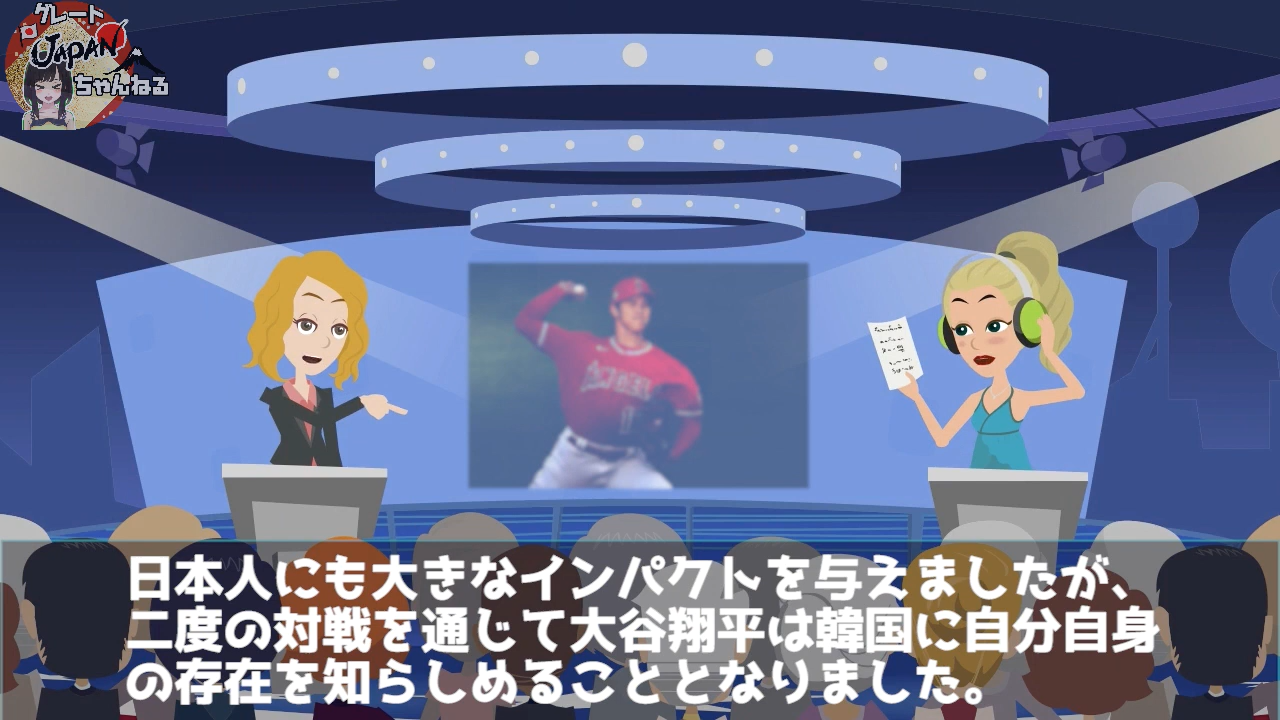 グレート
JAPAN
ちゃんねる
日本人にも大きなインパクトを与えましたが、
二度の対戦を通じて大谷翔平は韓国に自分自身
の存在を知らしめることとなりました。